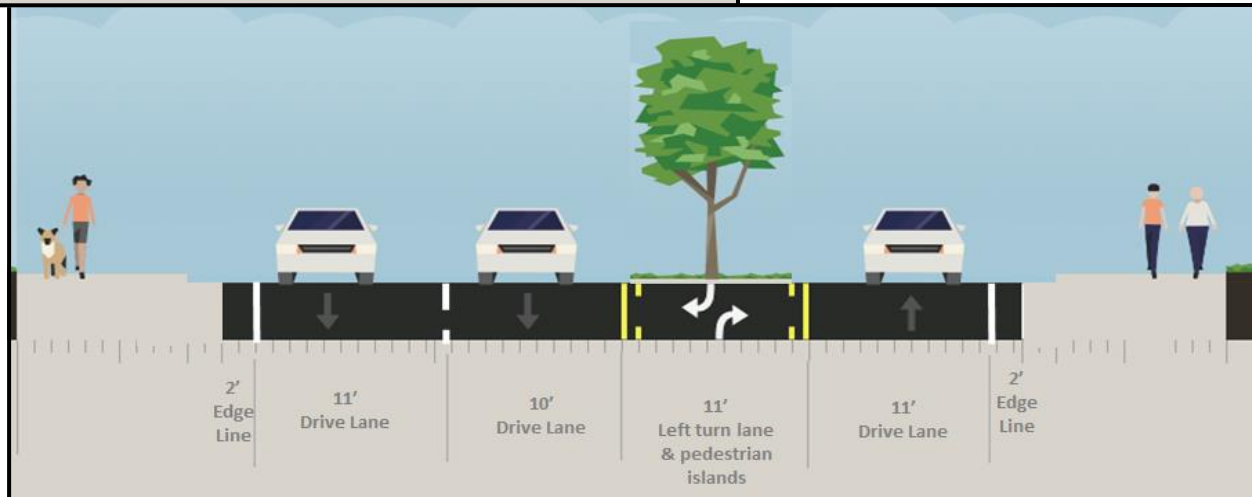 2'
Edge
Line
11'
Drive Lane
10'
Drive Lane
11'
Left turn lane
& pedestrian
islands
11'
Drive Lane
2'
Edge
Line